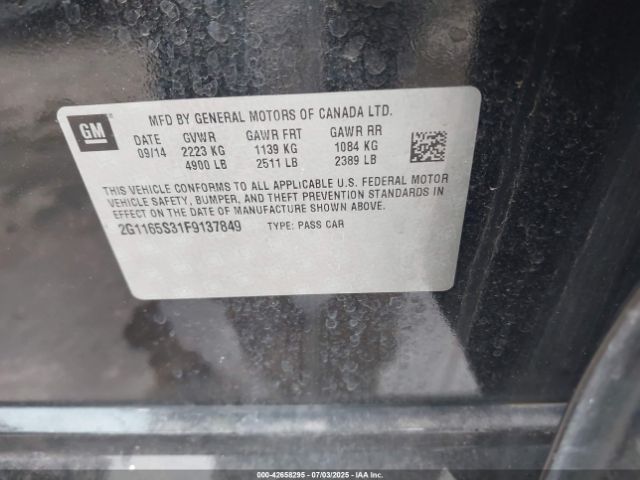 GM
MFD BY GENERAL MOTORS OF CANADA LTD.
DATE GVWR GAWR FRT GAWR RR
09/14 2223 KG 1139 KG 1084 KG
4900 LB 2511 LB 2389 LB
THIS VEHICLE CONFORMS TO ALL APPLICABLE U.S. FEDERAL MOTOR
VEHICLE SAFETY, BUMPER, AND THEFT PREVENTION STANDARDS IN
EFFECT ON THE DATE OF MANUFACTURE SHOWN ABOVE.
2G1165S31F9137849 TYPE: PASS CAR
000-42658295 - 07/03/2025 - IAAI.CA